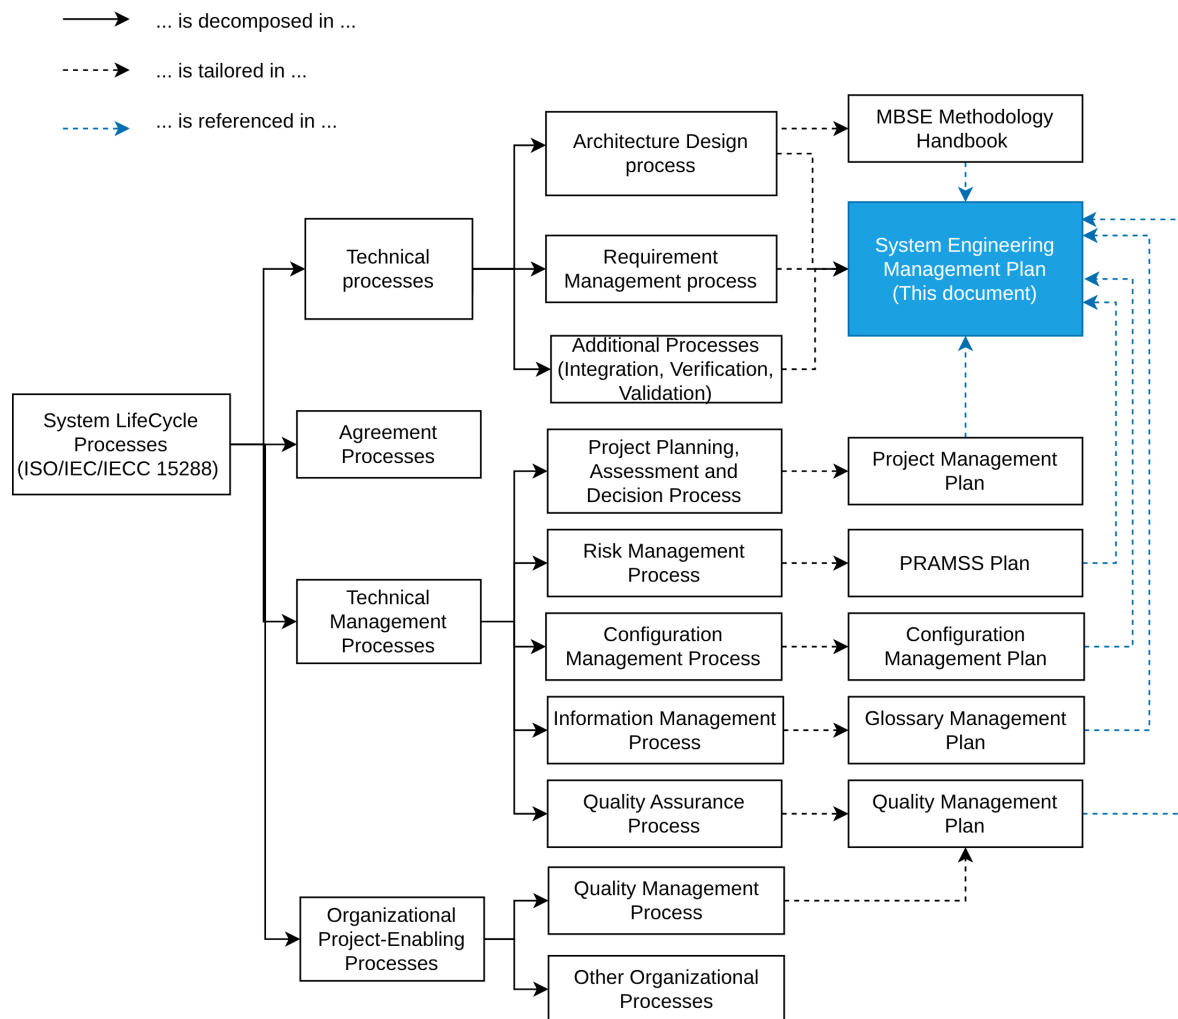 ... is decomposed in ...
... is tailored in ...
... is referenced in ...
Architecture Design
process
MBSE Methodology
Handbook
Technical
processes
Requirement
Management process
System Engineering
Management Plan
(This document)
Additional Processes
(Integration, Verification,
Validation)
System LifeCycle
Processes
(ISO/IEC/IECC 15288)
Agreement
Processes
Project Planning,
Assessment and
Decision Process
Project Management
Plan
Risk Management
Process
PRAMSS Plan
Technical
Management
Processes
Configuration
Management Process
Configuration
Management Plan
Information Management
Process
Glossary Management
Plan
Quality Assurance
Process
Quality Management
Plan
Organizational
Project-Enabling
Processes
Quality Management
Process
Other Organizational
Processes